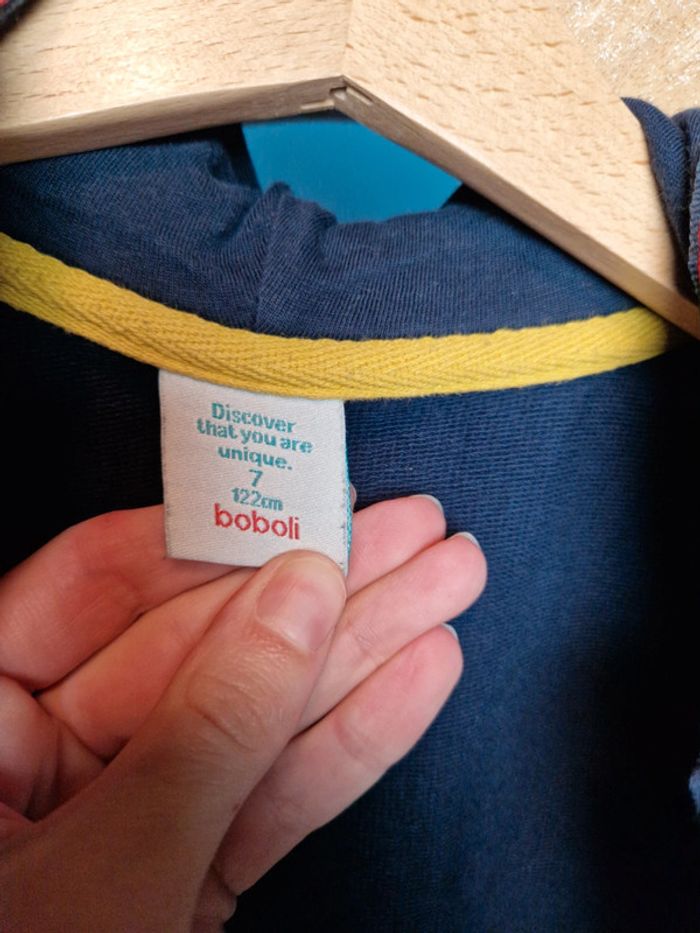 Discover
that you are
unique.
7
122cm
boboli